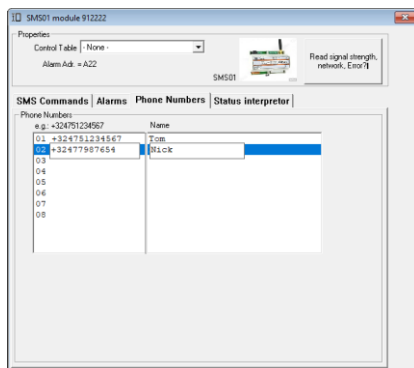 SMS01 module 912222
Properties
Control Table - None -
Alarm Adr. = A22
SMS01
Read signal strength,
network, Error?
SMS Commands Alarms Phone Numbers Status interpretor
Phone Numbers
e.g.: +324751234567 Name
01 +324751234567 Tom
02 +32477987654 Nick
03
04
05
06
07
08